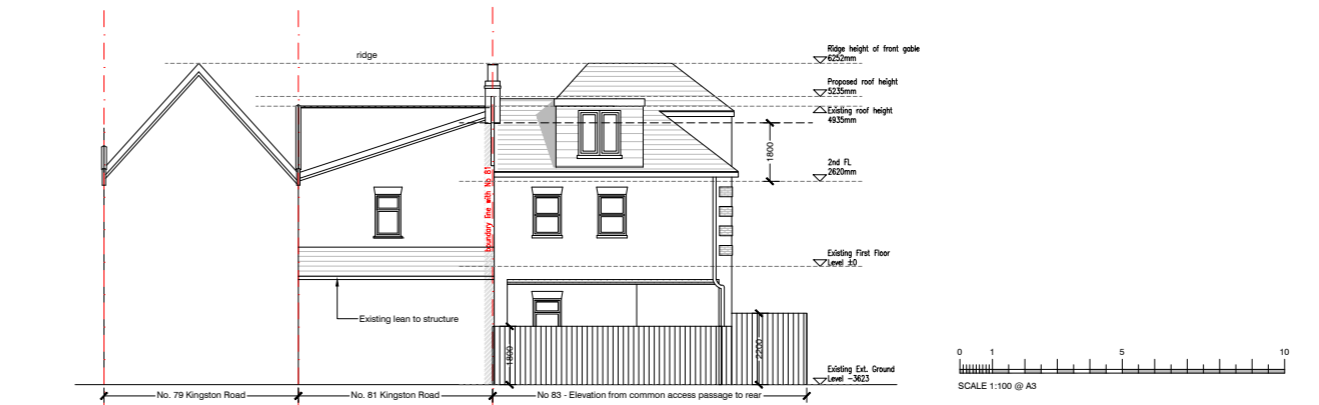 ridge
Ridge height of front gable
6252mm
Proposed roof height
5235mm
Existing roof height
4935mm
1800
2nd FL
2620mm
boundary line with No 81
Existing First Floor
Level ±0
Existing lean to structure
1800
2200
Existing Ext. Ground
Level -3623
No. 79 Kingston Road
No. 81 Kingston Road
No 83 - Elevation from common access passage to rear
0 1 5 10
SCALE 1:100 @ A3